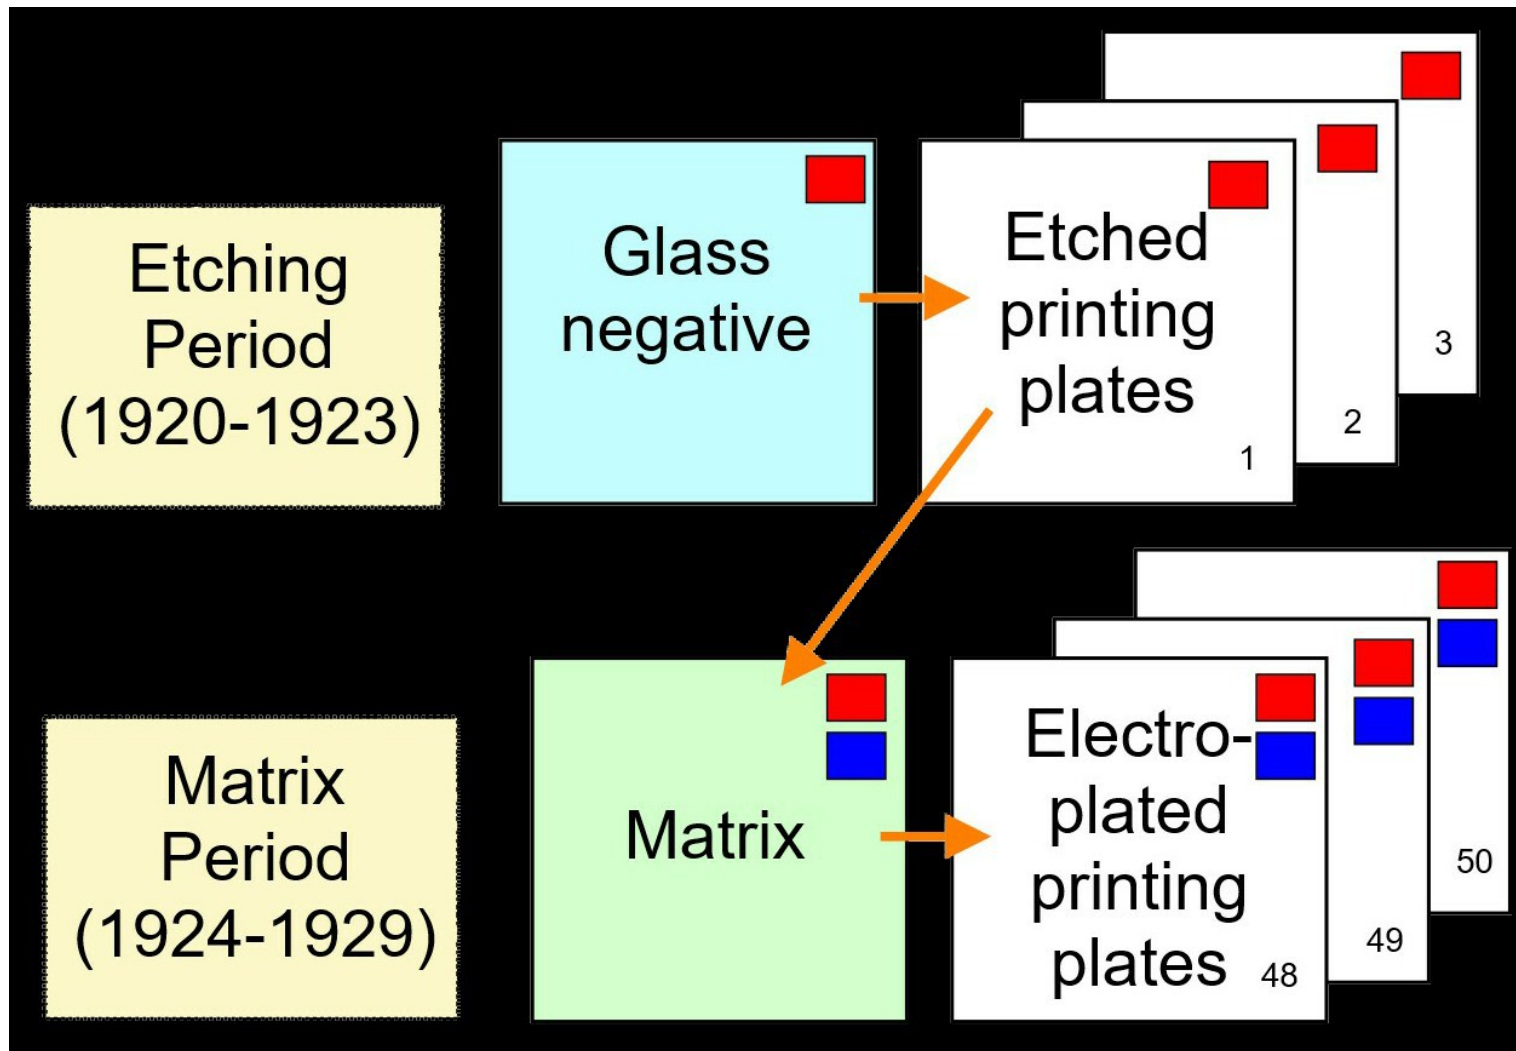 Etching
Period
(1920-1923)
Glass
negative
Etched
printing
plates
1
2
3
Matrix
Period
(1924-1929)
Matrix
Electro-
plated
printing
plates
48
49
50